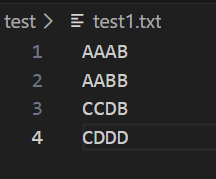 test > test1.txt
1 AAAB
2 AABB
3 CCDB
4 CDDD